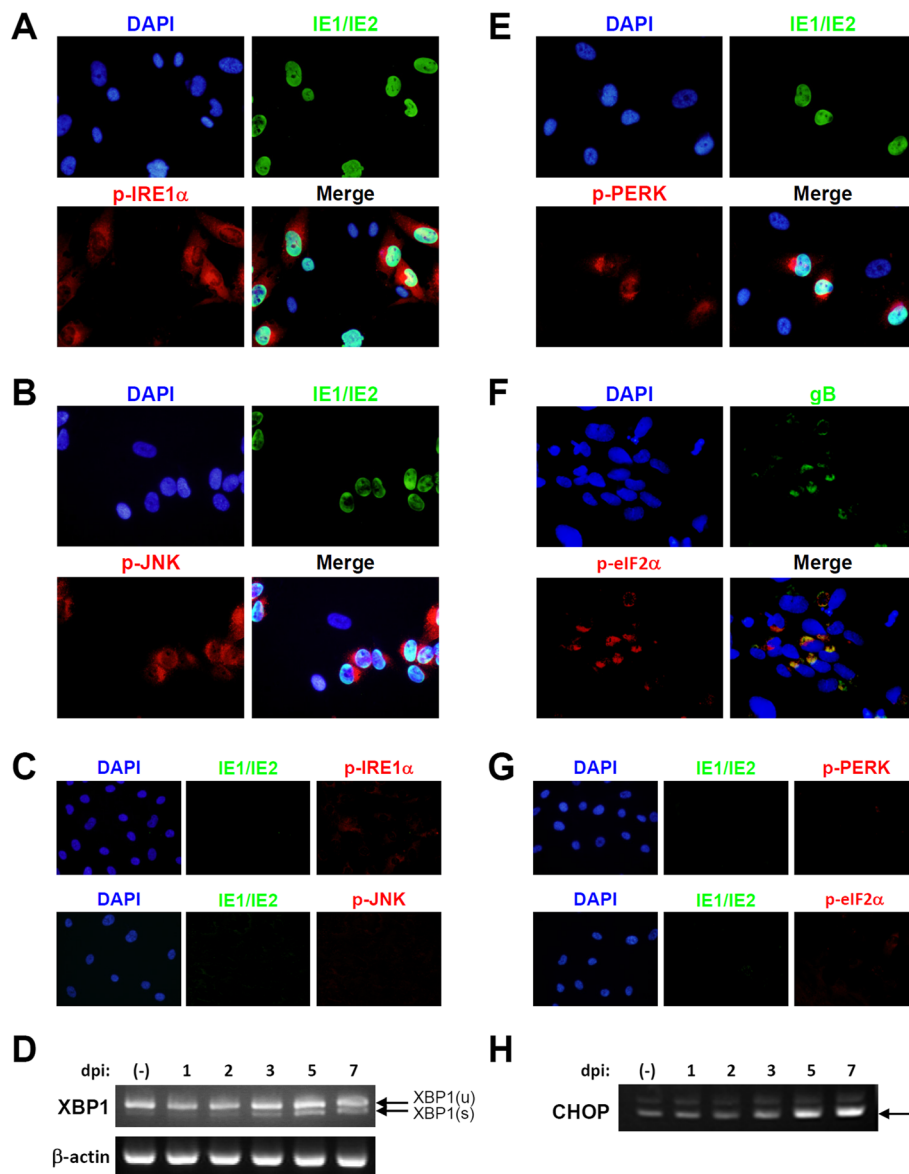 A
DAPI IE1/IE2
p-IRE1α Merge
B
DAPI IE1/IE2
p-JNK Merge
C
DAPI IE1/IE2 p-IRE1α
DAPI IE1/IE2 p-JNK
D
dpi: (-) 1 2 3 5 7
XBP1 XBP1(u)
XBP1(s)
β-actin
E
DAPI IE1/IE2
p-PERK Merge
F
DAPI gB
p-eIF2α Merge
G
DAPI IE1/IE2 p-PERK
DAPI IE1/IE2 p-eIF2α
H
dpi: (-) 1 2 3 5 7
CHOP